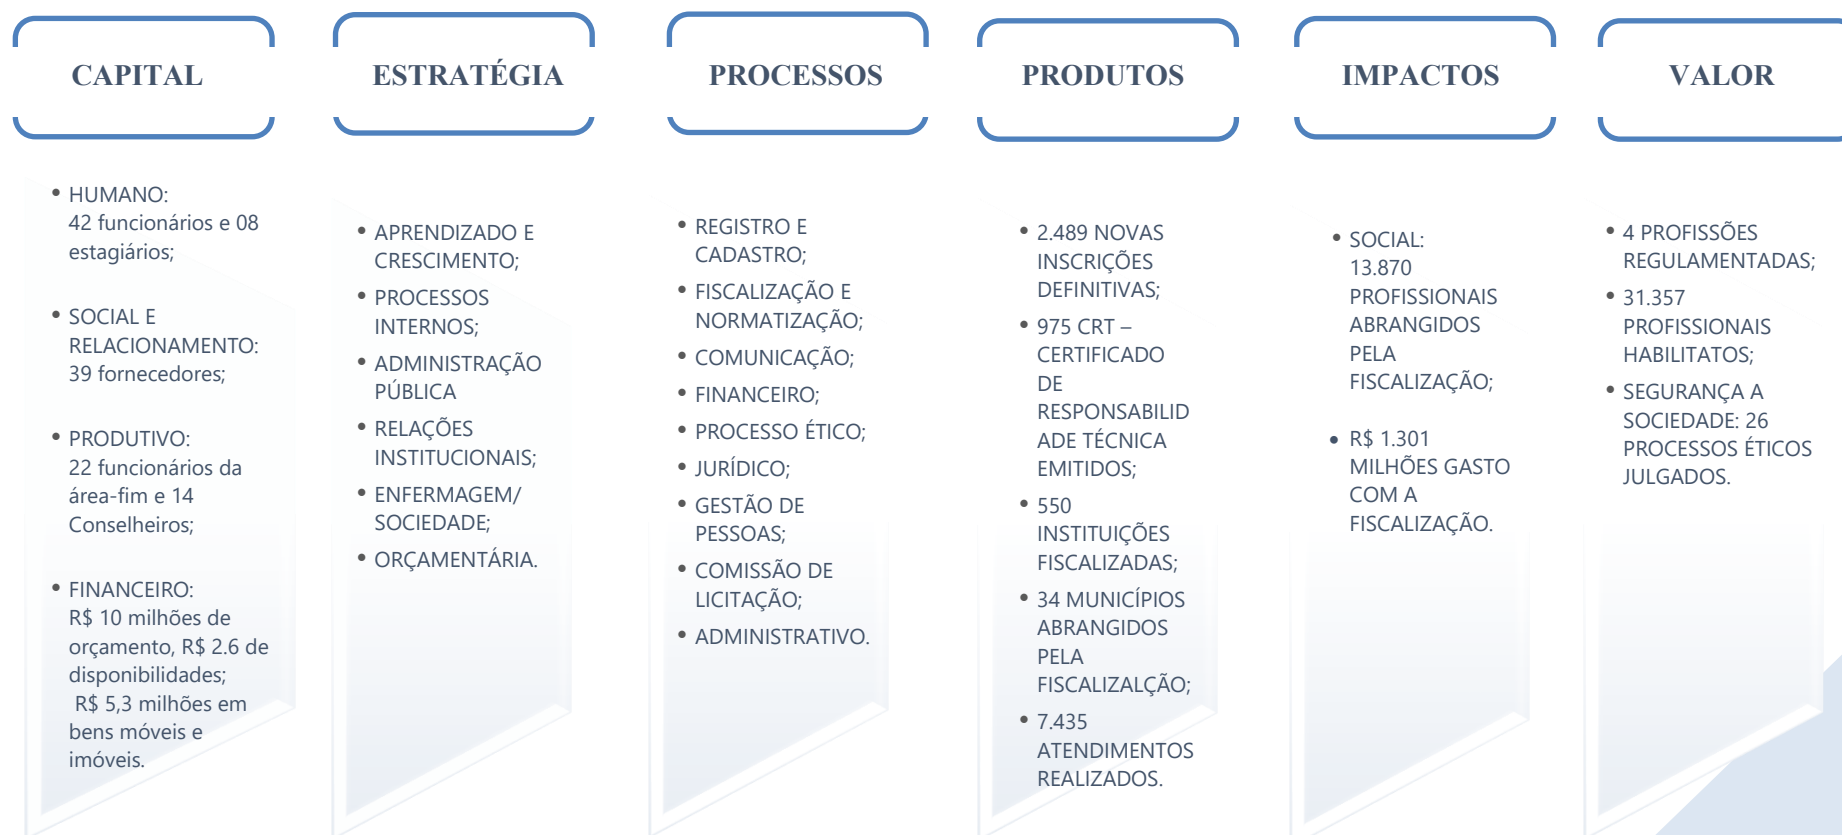 CAPITAL
ESTRATÉGIA
PROCESSOS
PRODUTOS
IMPACTOS
VALOR
• HUMANO:
42 funcionários e 08
estagiários;
• SOCIAL E
RELACIONAMENTO:
39 fornecedores;
• PRODUTIVO:
22 funcionários da
área-fim e 14
Conselheiros;
• FINANCEIRO:
R$ 10 milhões de
orçamento, R$ 2.6 de
disponibilidades;
R$ 5,3 milhões em
bens móveis e
imóveis.
• APRENDIZADO E
CRESCIMENTO;
• PROCESSOS
INTERNOS;
• ADMINISTRAÇÃO
PÚBLICA
• RELAÇÕES
INSTITUCIONAIS;
• ENFERMAGEM/
SOCIEDADE;
• ORÇAMENTÁRIA.
• REGISTRO E
CADASTRO;
• FISCALIZAÇÃO E
NORMATIZAÇÃO;
• COMUNICAÇÃO;
• FINANCEIRO;
• PROCESSO ÉTICO;
• JURÍDICO;
• GESTÃO DE
PESSOAS;
• COMISSÃO DE
LICITAÇÃO;
• ADMINISTRATIVO.
• 2.489 NOVAS
INSCRIÇÕES
DEFINITIVAS;
• 975 CRT –
CERTIFICADO
DE
RESPONSABILID
ADE TÉCNICA
EMITIDOS;
• 550
INSTITUIÇÕES
FISCALIZADAS;
• 34 MUNICÍPIOS
ABRANGIDOS
PELA
FISCALIZALÇÃO;
• 7.435
ATENDIMENTOS
REALIZADOS.
• SOCIAL:
13.870
PROFISSIONAIS
ABRANGIDOS
PELA
FISCALIZAÇÃO;
• R$ 1.301
MILHÕES GASTO
COM A
FISCALIZAÇÃO.
• 4 PROFISSÕES
REGULAMENTADAS;
• 31.357
PROFISSIONAIS
HABILITATOS;
• SEGURANÇA A
SOCIEDADE: 26
PROCESSOS ÉTICOS
JULGADOS.